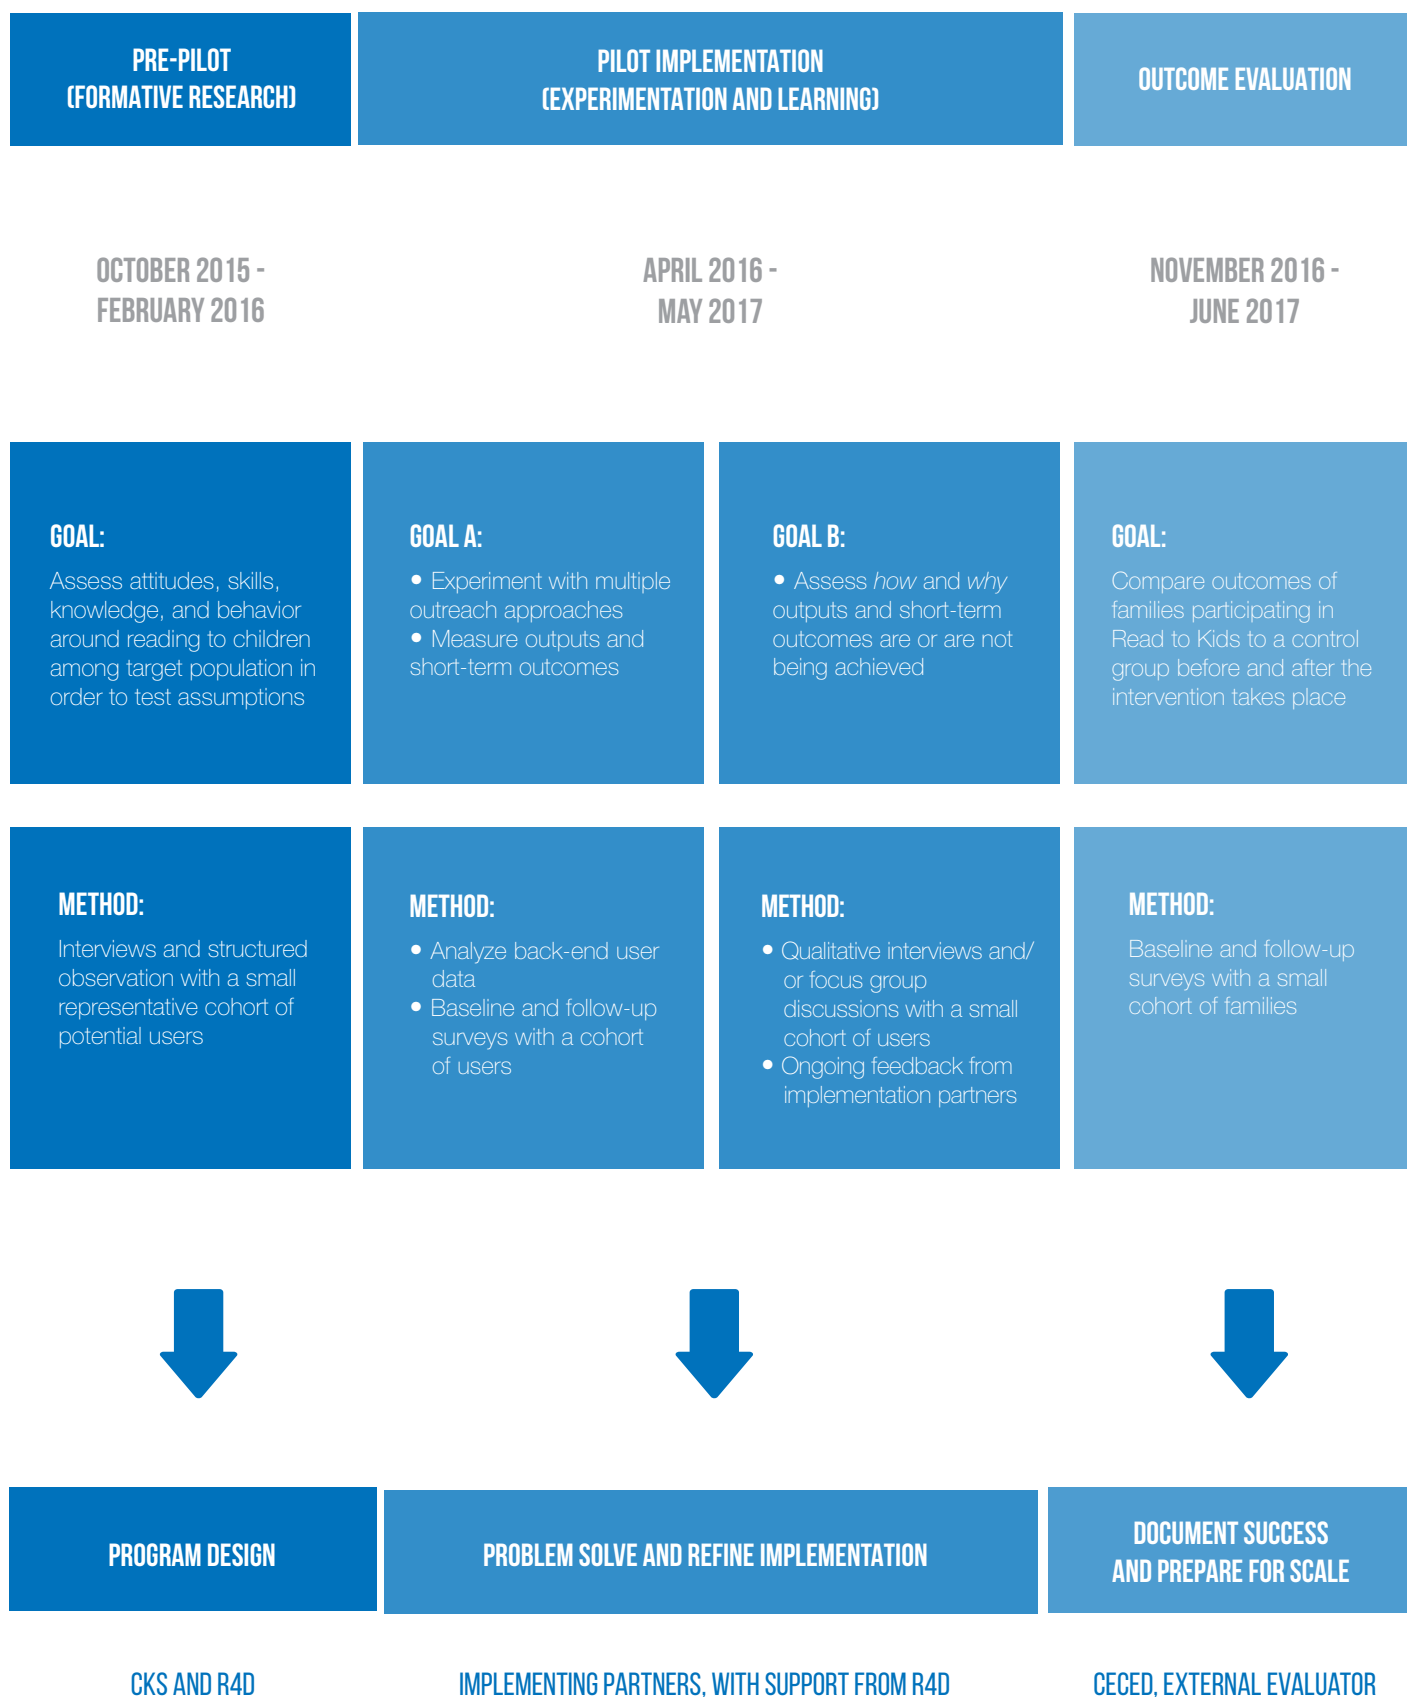 PRE-PILOT
(FORMATIVE RESEARCH)
PILOT IMPLEMENTATION
(EXPERIMENTATION AND LEARNING)
OUTCOME EVALUATION
OCTOBER 2015 -
FEBRUARY 2016
APRIL 2016 -
MAY 2017
NOVEMBER 2016 -
JUNE 2017
GOAL:
Assess attitudes, skills,
knowledge, and behavior
around reading to children
among target population in
order to test assumptions
GOAL A:
• Experiment with multiple
outreach approaches
• Measure outputs and
short-term outcomes
GOAL B:
• Assess how and why
outputs and short-term
outcomes are or are not
being achieved
GOAL:
Compare outcomes of
families participating in
Read to Kids to a control
group before and after the
intervention takes place
METHOD:
Interviews and structured
observation with a small
representative cohort of
potential users
METHOD:
• Analyze back-end user
data
• Baseline and follow-up
surveys with a cohort
of users
METHOD:
• Qualitative interviews and/
or focus group
discussions with a small
cohort of users
• Ongoing feedback from
implementation partners
METHOD:
Baseline and follow-up
surveys with a small
cohort of families
PROGRAM DESIGN
PROBLEM SOLVE AND REFINE IMPLEMENTATION
DOCUMENT SUCCESS
AND PREPARE FOR SCALE
CKS AND R4D
IMPLEMENTING PARTNERS, WITH SUPPORT FROM R4D
CECED, EXTERNAL EVALUATOR